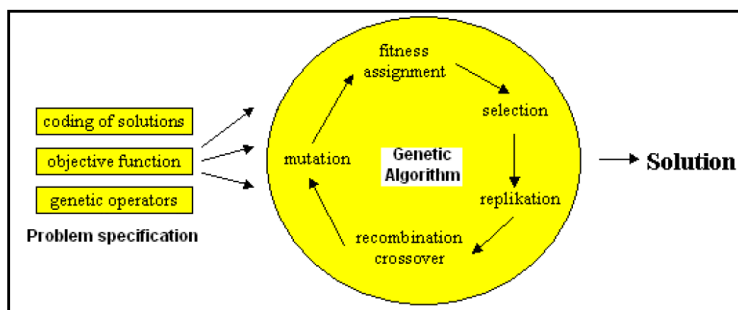 coding of solutions
objective function
genetic operators
Problem specification
fitness
assignment
selection
replikation
recombination
crossover
mutation
Genetic
Algorithm
Solution